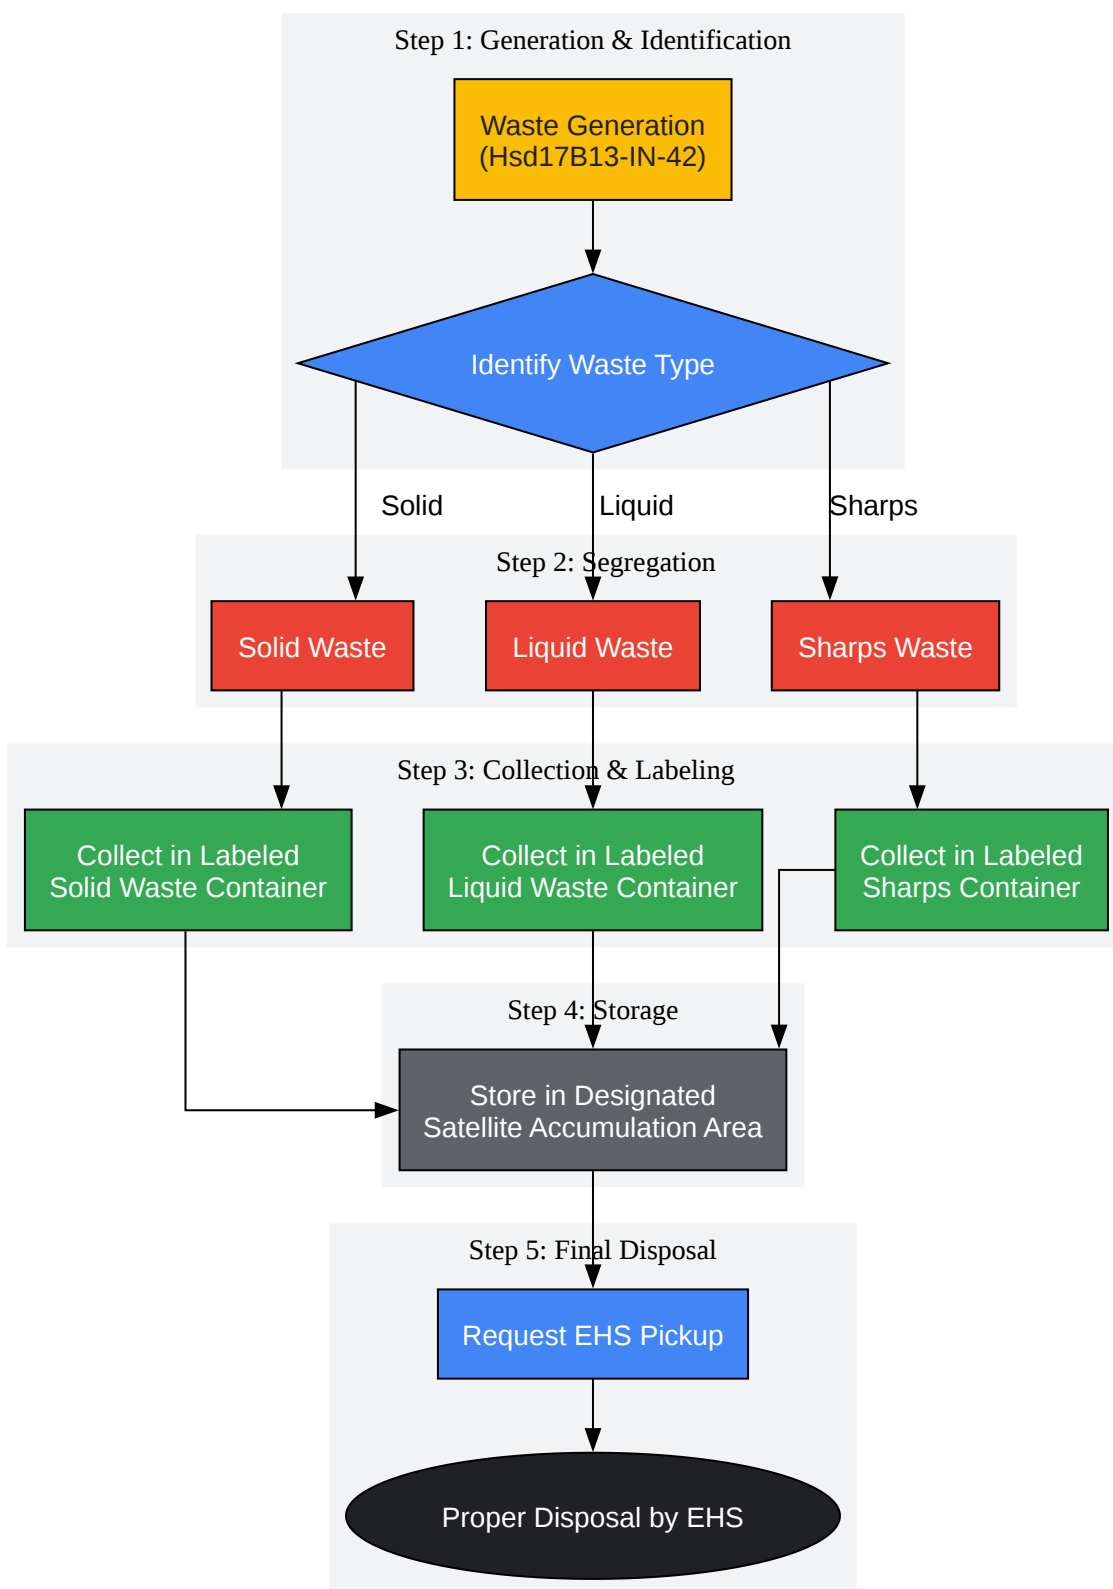 Step 1: Generation & Identification
Waste Generation
(Hsd17B13-IN-42)
Identify Waste Type
Solid
Liquid
Sharps
Step 2: Segregation
Solid Waste
Liquid Waste
Sharps Waste
Step 3: Collection & Labeling
Collect in Labeled
Solid Waste Container
Collect in Labeled
Liquid Waste Container
Collect in Labeled
Sharps Container
Step 4: Storage
Store in Designated
Satellite Accumulation Area
Step 5: Final Disposal
Request EHS Pickup
Proper Disposal by EHS